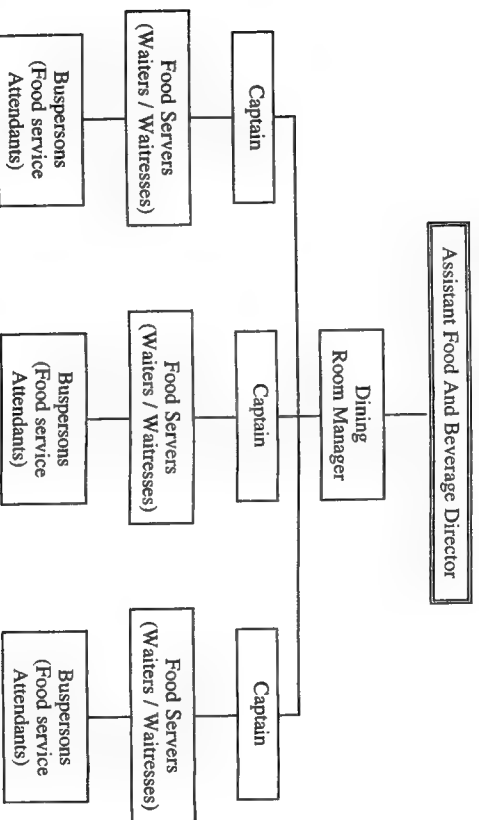 Assistant Food And Beverage Director
Dining
Room Manager
Captain
Captain
Captain
Food Servers
(Waiters / Waitresses)
Food Servers
(Waiters / Waitresses)
Food Servers
(Waiters / Waitresses)
Buspersons
(Food service
Attendants)
Buspersons
(Food service
Attendants)
Buspersons
(Food service
Attendants)